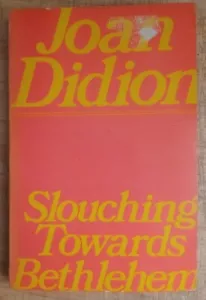 Joan
Didion
Slouching
Towards
Bethlehem